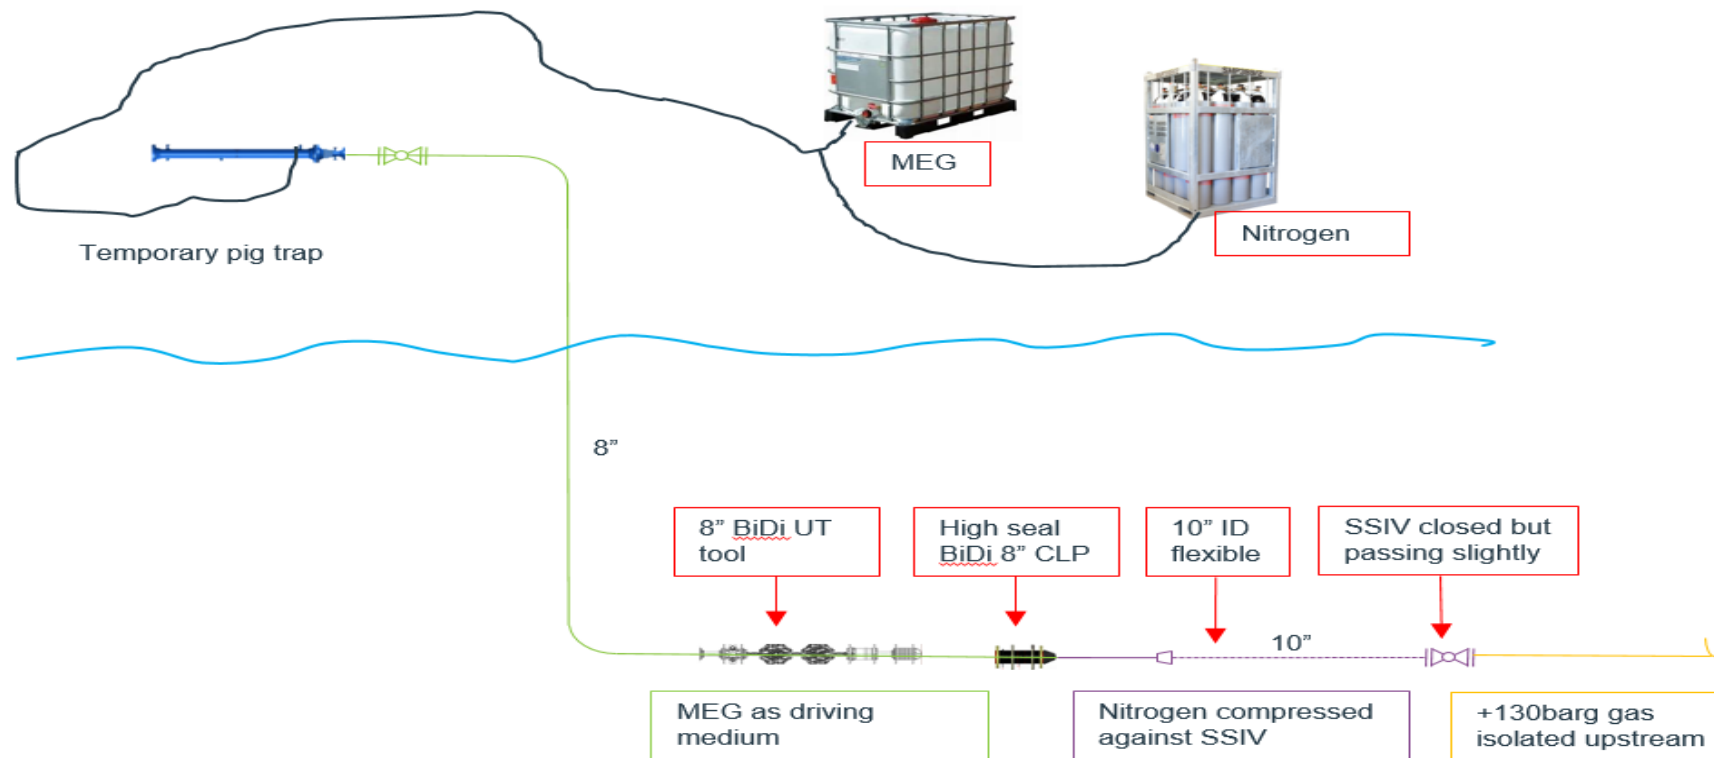 MEG
Nitrogen
Temporary pig trap
8”
8” BiDi UT
tool
High seal
BiDi 8” CLP
10” ID
flexible
SSIV closed but
passing slightly
10”
MEG as driving
medium
Nitrogen compressed
against SSIV
+130barg gas
isolated upstream